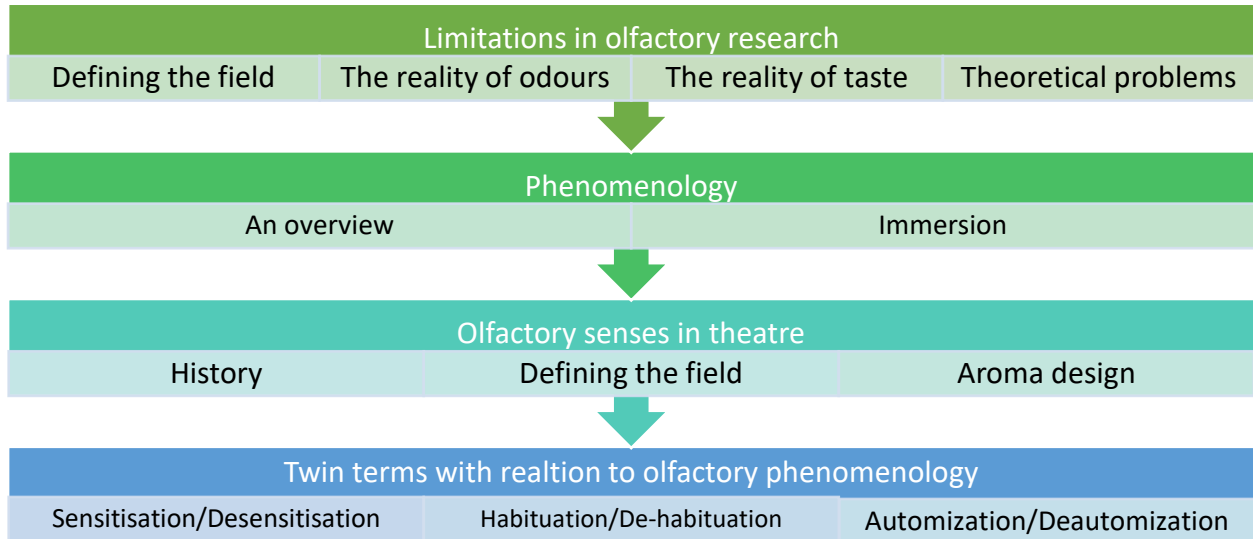 Limitations in olfactory research
Defining the field The reality of odours The reality of taste Theoretical problems
Phenomenology
An overview Immersion
Olfactory senses in theatre
History Defining the field Aroma design
Twin terms with realtion to olfactory phenomenology
Sensitisation/Desensitisation Habituation/De-habituation Automization/Deautomization